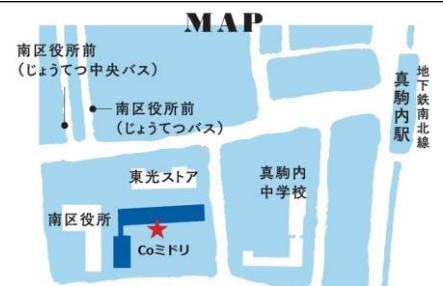 MAP
南区役所前
(じょうてつ中央バス)
南区役所前
(じょうてつバス)
地下鉄南北線
真駒内駅
東光ストア
真駒内
中学校
南区役所
Coミドリ